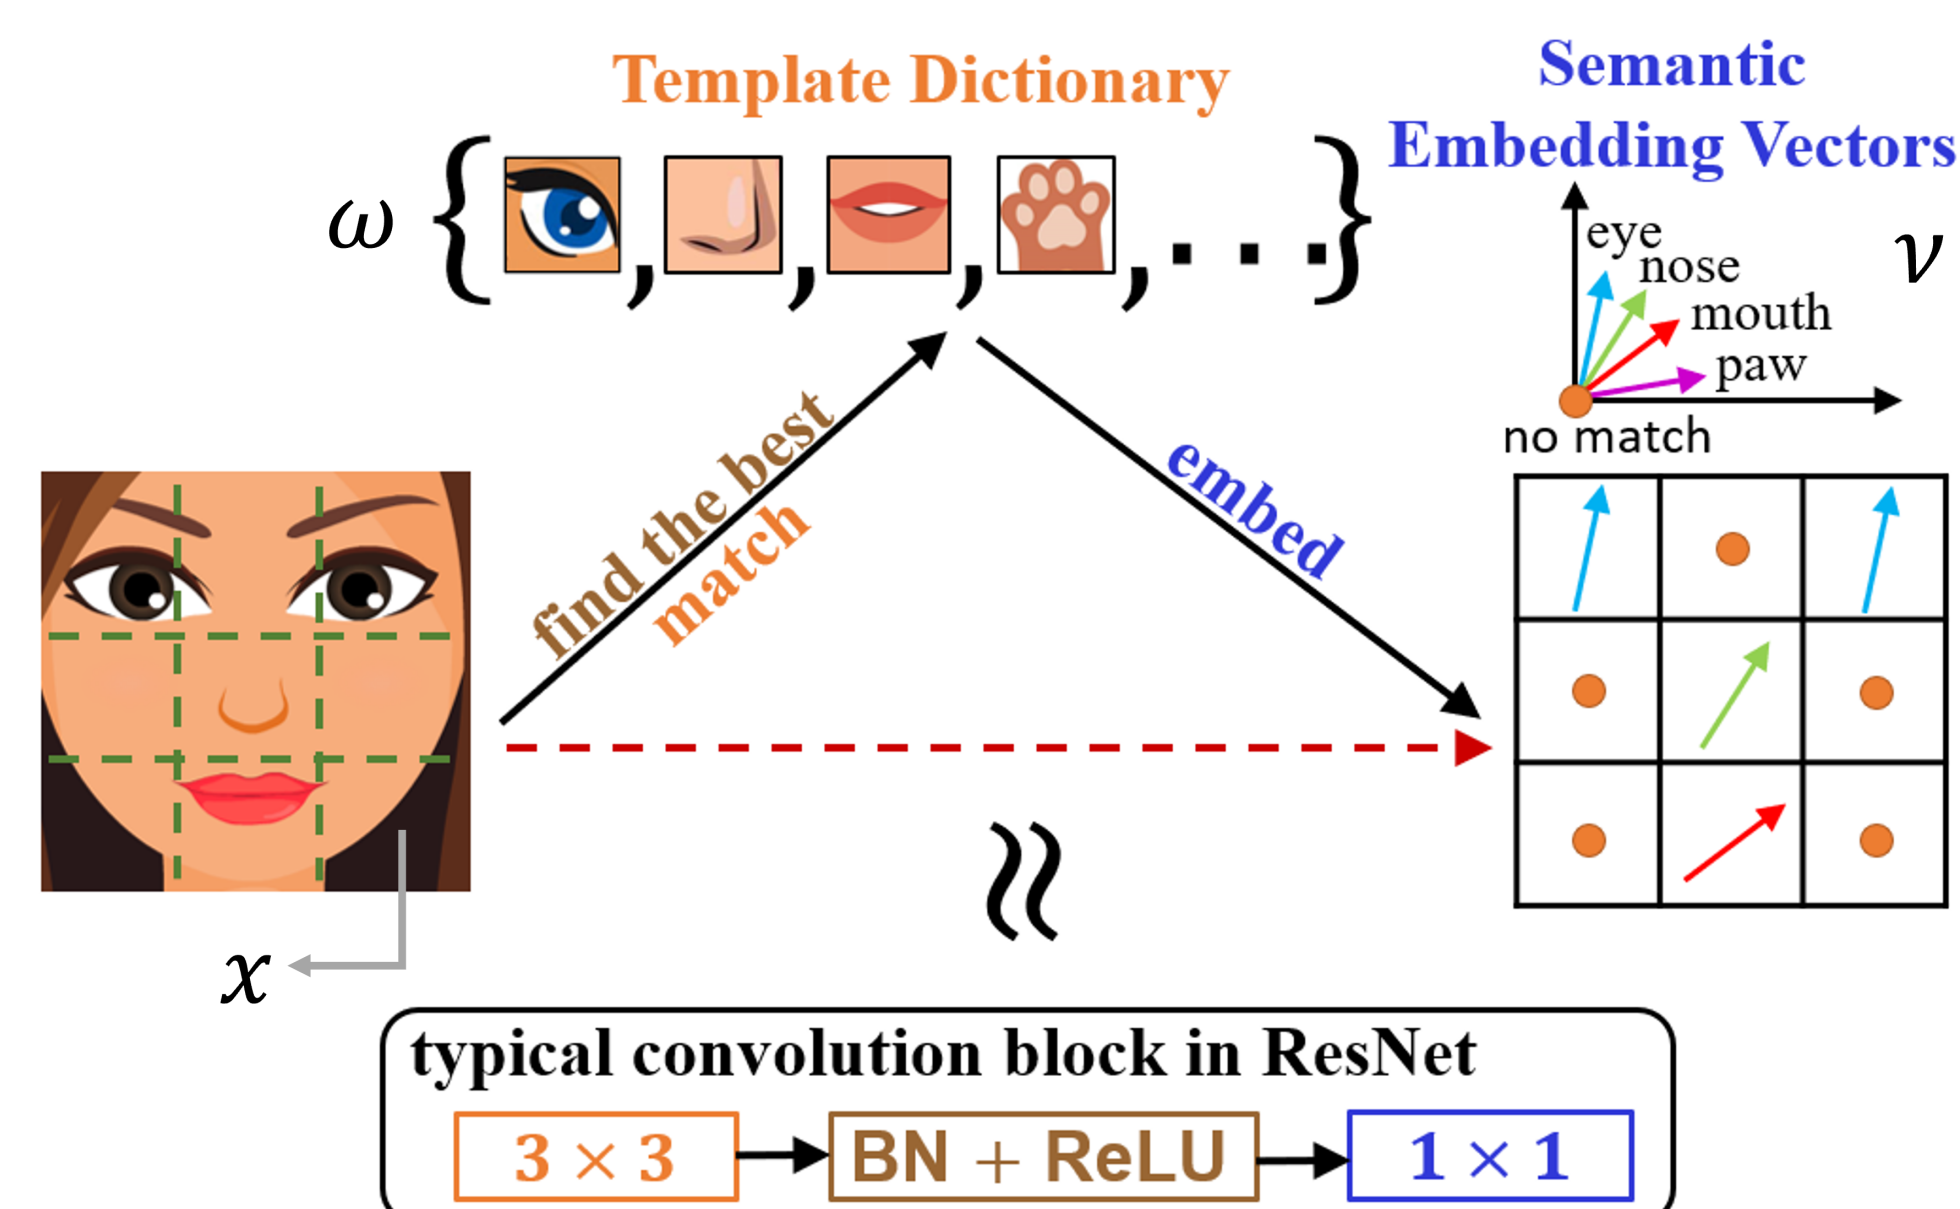 Template Dictionary
Semantic
Embedding Vectors
ω { , , , , . . . }
ν
eye
nose
mouth
paw
no match
find the best
match
embed
x
≈
typical convolution block in ResNet
3 × 3
BN + ReLU
1 × 1